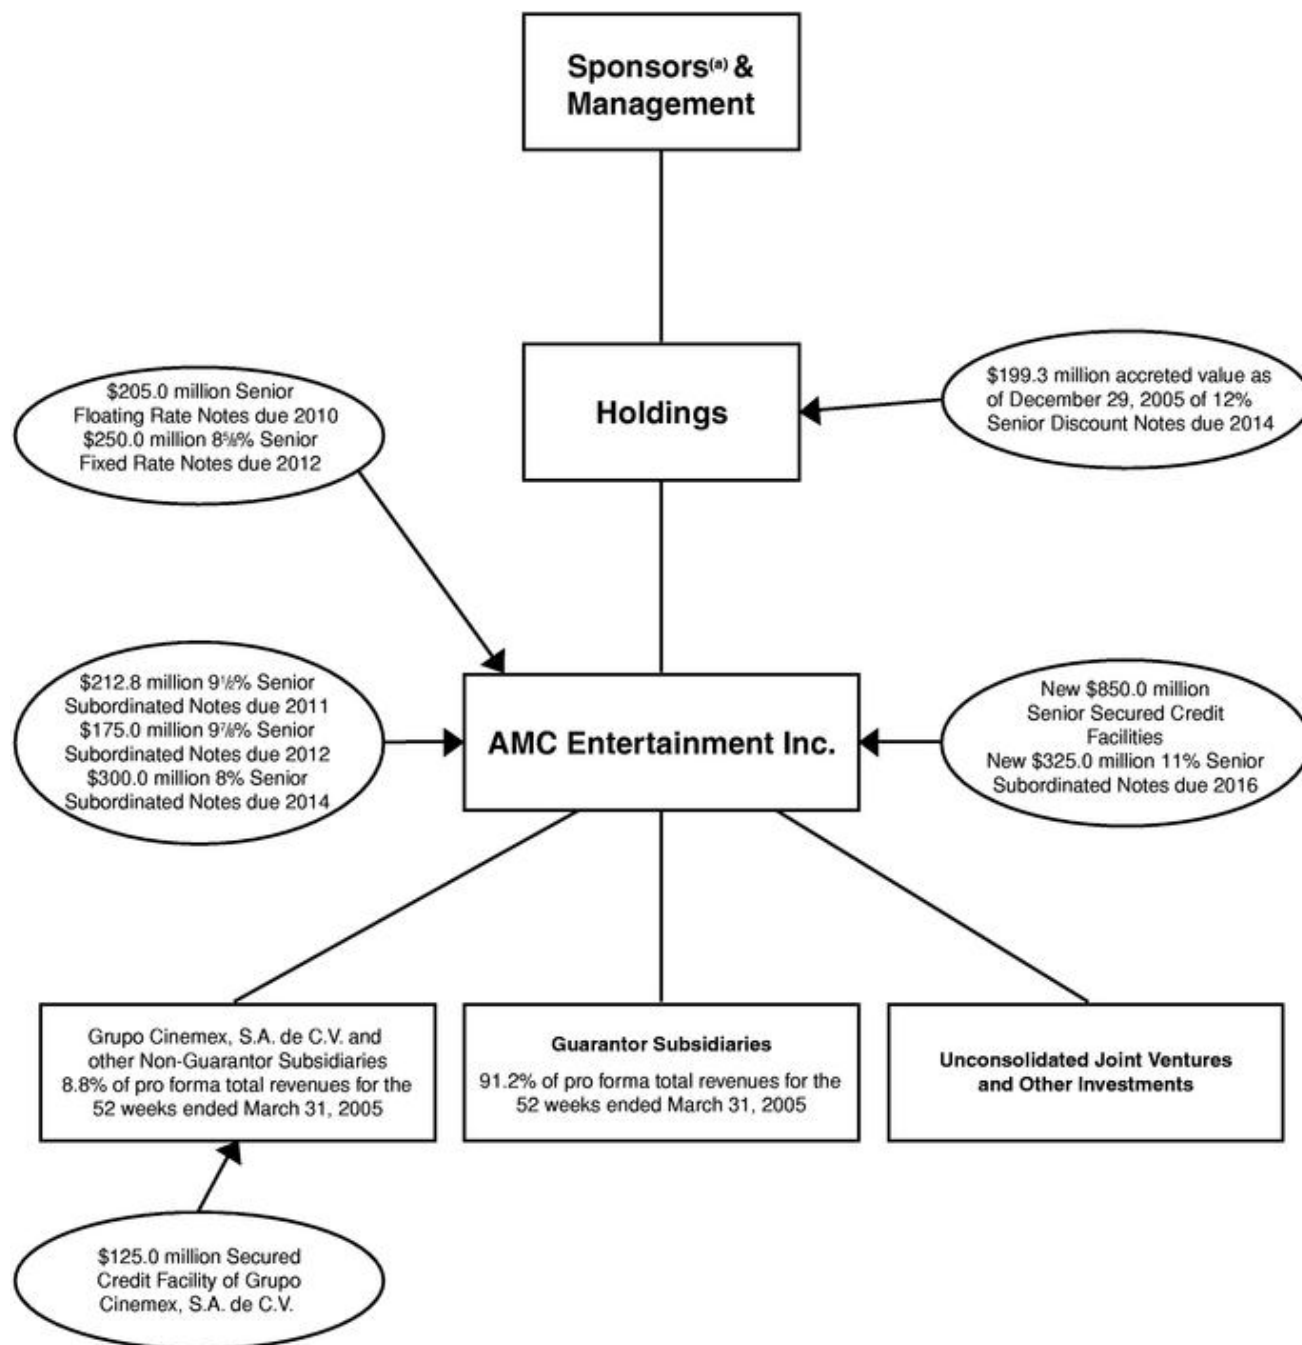 Sponsors(a) &
Management
Holdings
$199.3 million accreted value as
of December 29, 2005 of 12%
Senior Discount Notes due 2014
$205.0 million Senior
Floating Rate Notes due 2010
$250.0 million 8⅝% Senior
Fixed Rate Notes due 2012
$212.8 million 9½% Senior
Subordinated Notes due 2011
$175.0 million 9⅞% Senior
Subordinated Notes due 2012
$300.0 million 8% Senior
Subordinated Notes due 2014
AMC Entertainment Inc.
New $850.0 million
Senior Secured Credit
Facilities
New $325.0 million 11% Senior
Subordinated Notes due 2016
Grupo Cinemex, S.A. de C.V. and
other Non-Guarantor Subsidiaries
8.8% of pro forma total revenues for the
52 weeks ended March 31, 2005
Guarantor Subsidiaries
91.2% of pro forma total revenues for the
52 weeks ended March 31, 2005
Unconsolidated Joint Ventures
and Other Investments
$125.0 million Secured
Credit Facility of Grupo
Cinemex, S.A. de C.V.